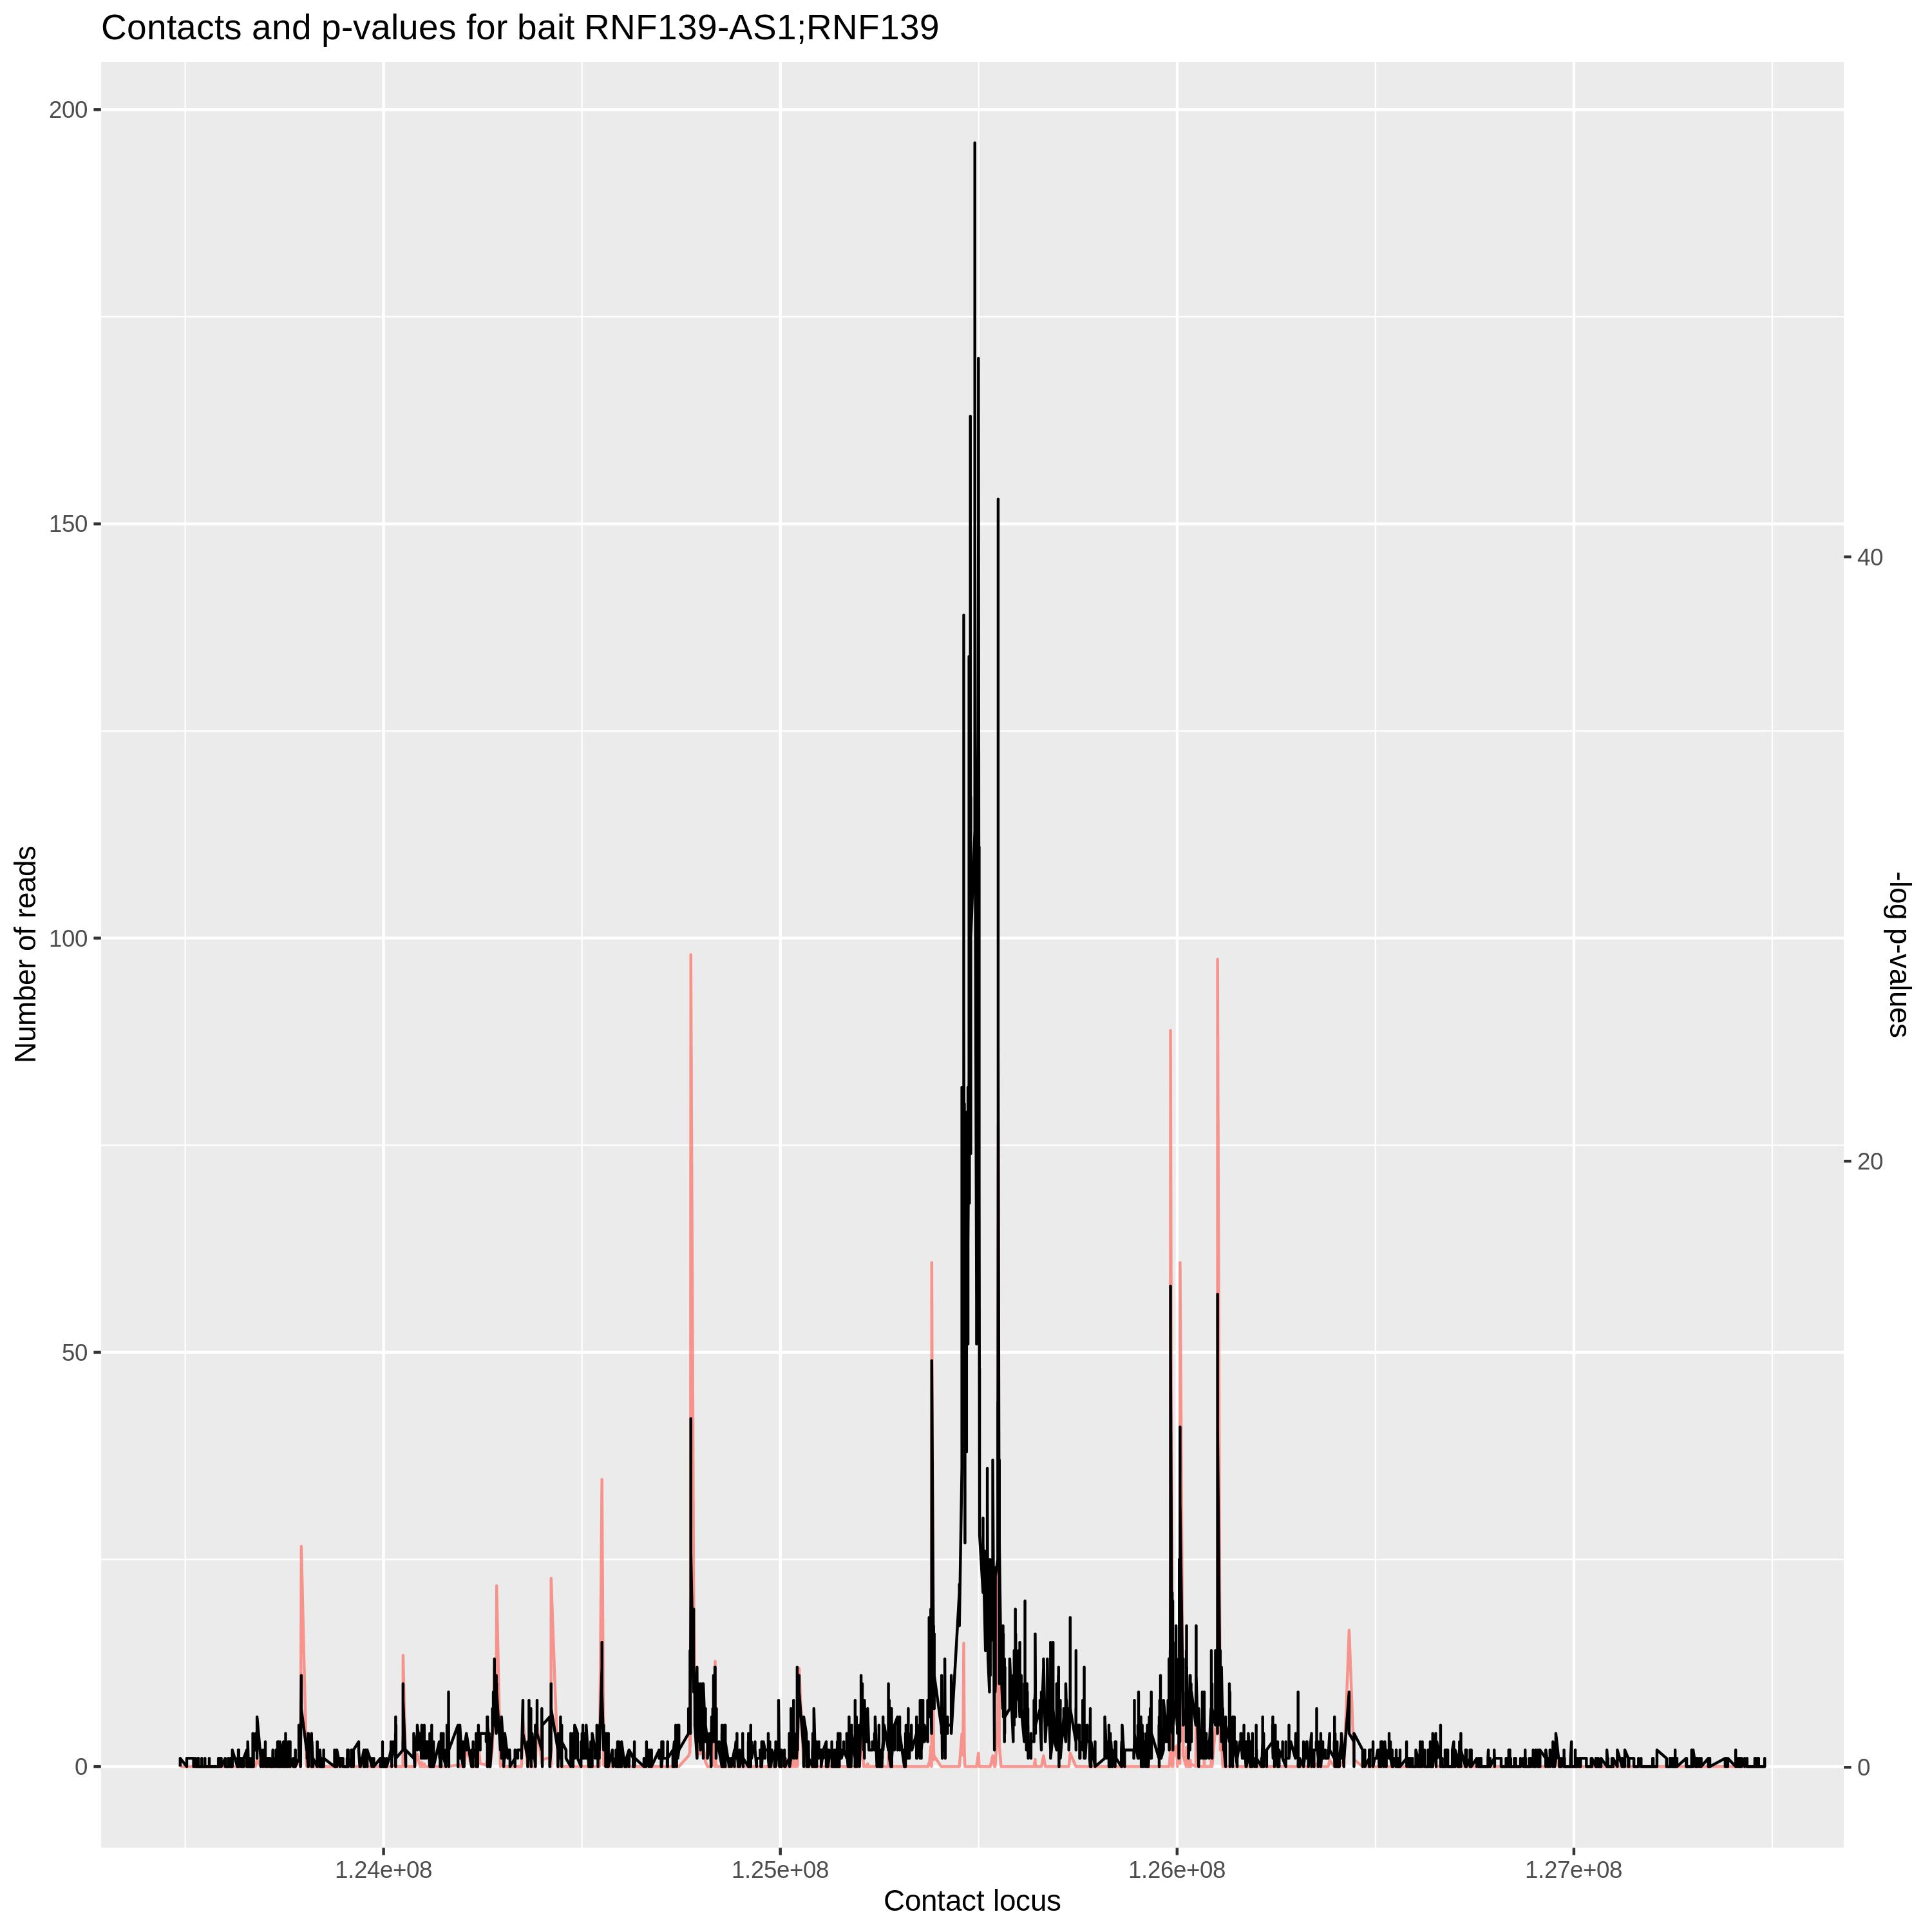 Contacts and p-values for bait RNF139-AS1;RNF139
200
150
100
50
0
Number of reads
40
20
0
-log p-values
1.24e+08
1.25e+08
1.26e+08
1.27e+08
Contact locus